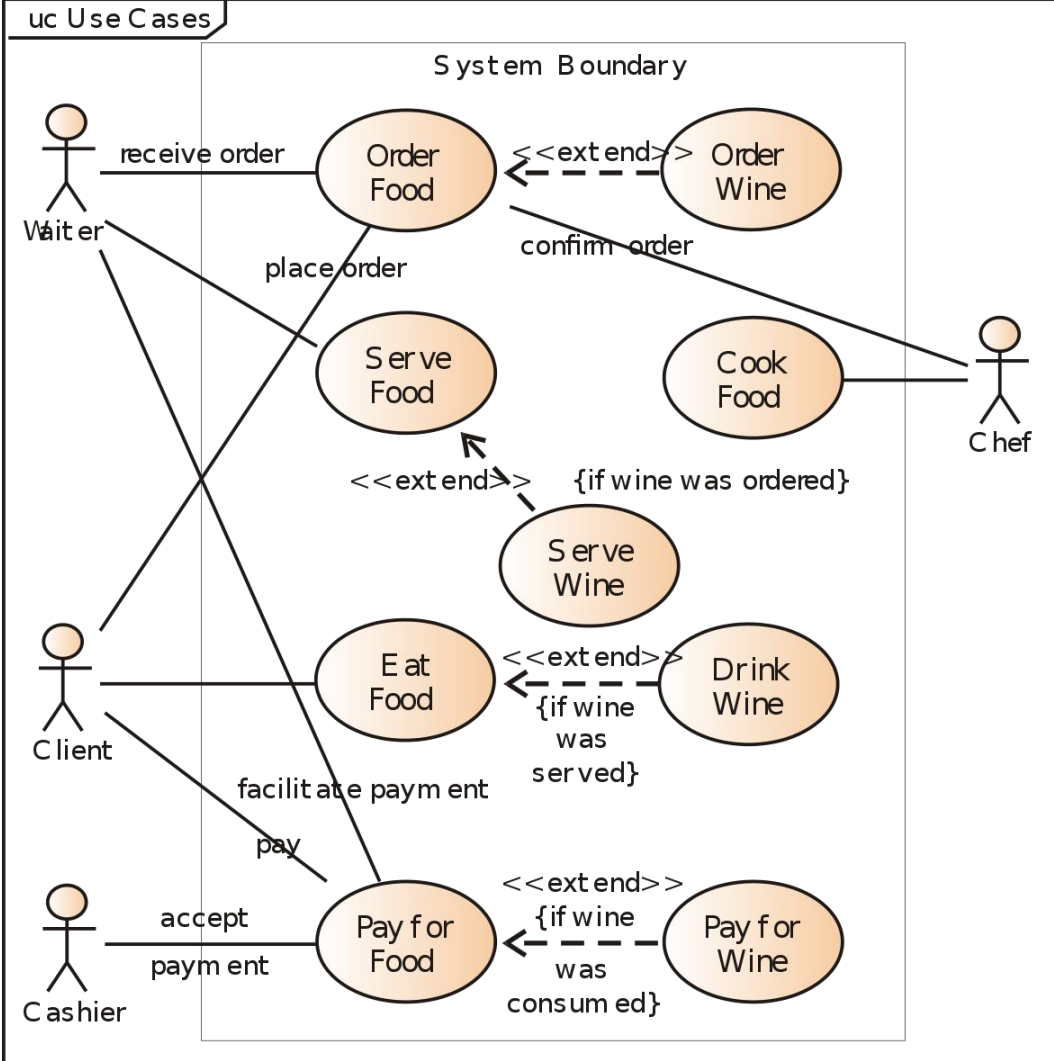 uc Use Cases
System Boundary
Waiter
receive order
Order
Food
<<extend>>
Order
Wine
place order
confirm order
Serve
Food
Cook
Food
Chef
<<extend>>
{if wine was ordered}
Serve
Wine
Client
Eat
Food
<<extend>>
{if wine
was
served}
Drink
Wine
facilitate payment
pay
Cashier
accept
payment
Pay for
Food
<<extend>>
{if wine
was
consumed}
Pay for
Wine